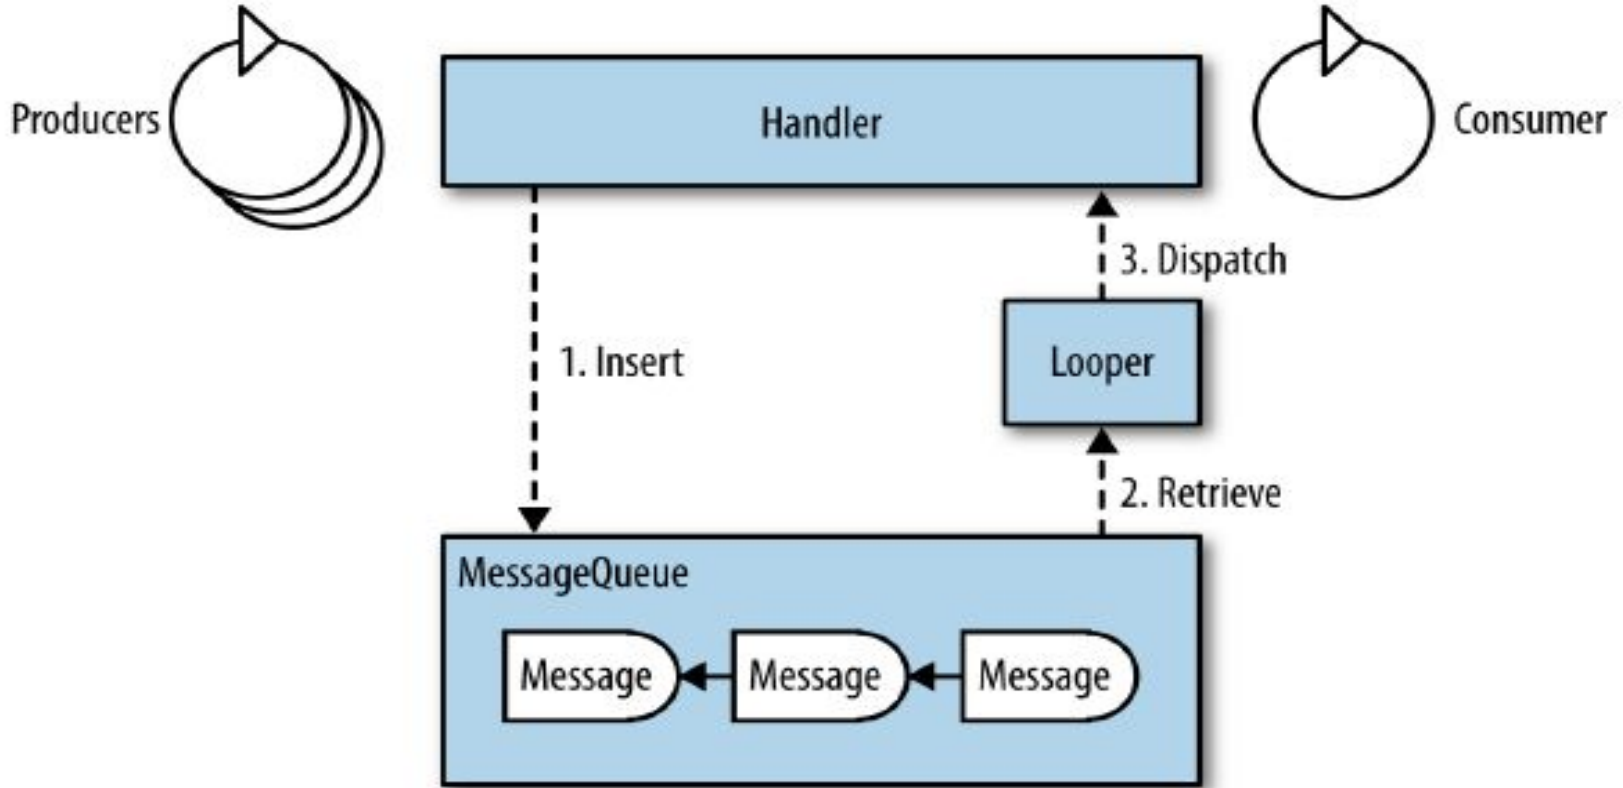 Producers
Handler
Consumer
3. Dispatch
1. Insert
Looper
2. Retrieve
MessageQueue
Message
Message
Message